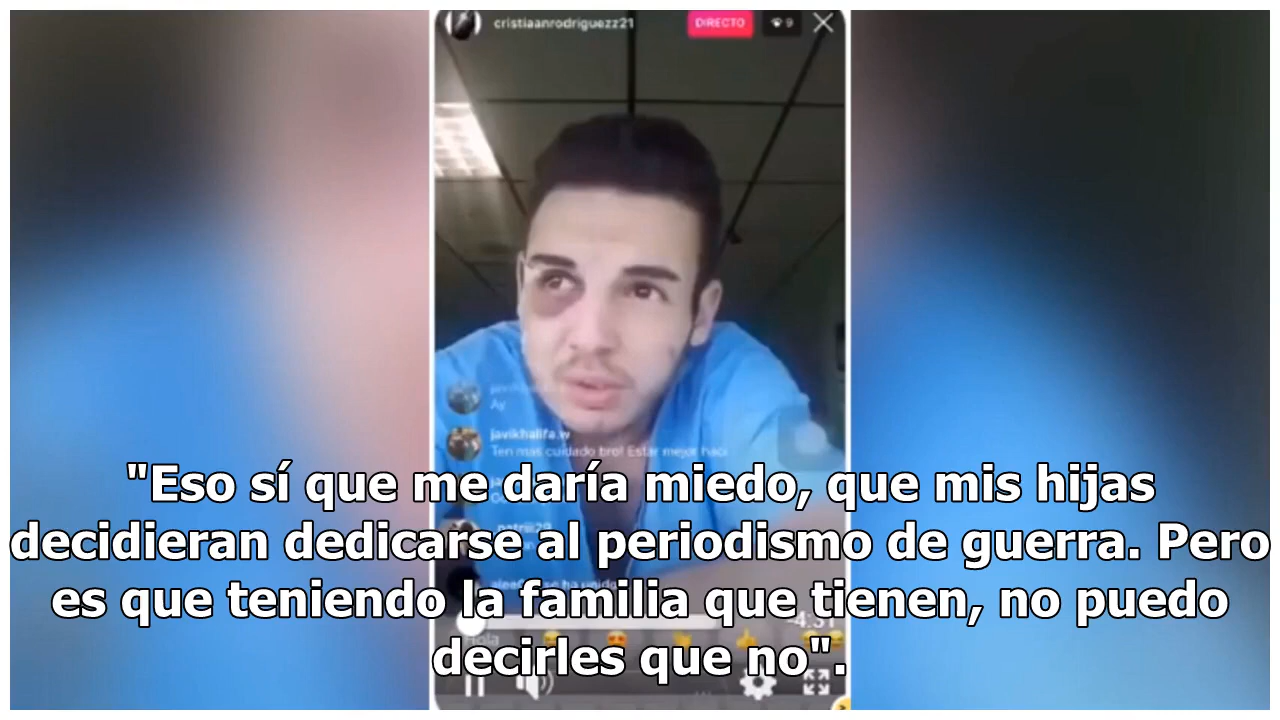 cristiaanrodriguezz21
DIRECTO
9
Ay
javikhalifa.w
Ten mas cuidado bro! Estar mejor
"Eso sí que me daría miedo, que mis hijas
decidieran dedicarse al periodismo de guerra. Pero
es que teniendo la familia que tienen, no puedo
decirles que no".